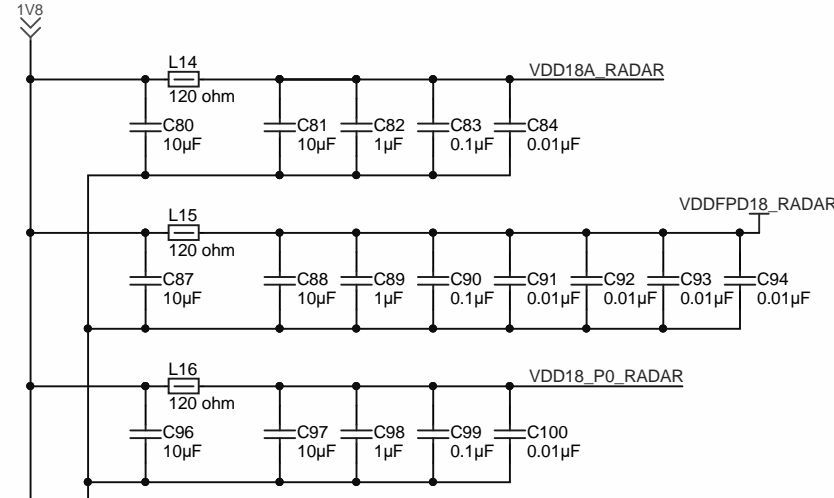 1V8
L14
VDD18A_RADAR
120 ohm
C80 C81 C82 C83 C84
10µF 10µF 1µF 0.1µF 0.01µF
VDDFPD18_RADAR
L15
120 ohm
C87 C88 C89 C90 C91 C92 C93 C94
10µF 10µF 1µF 0.1µF 0.01µF 0.01µF 0.01µF 0.01µF
L16
VDD18_P0_RADAR
120 ohm
C96 C97 C98 C99 C100
10µF 10µF 1µF 0.1µF 0.01µF